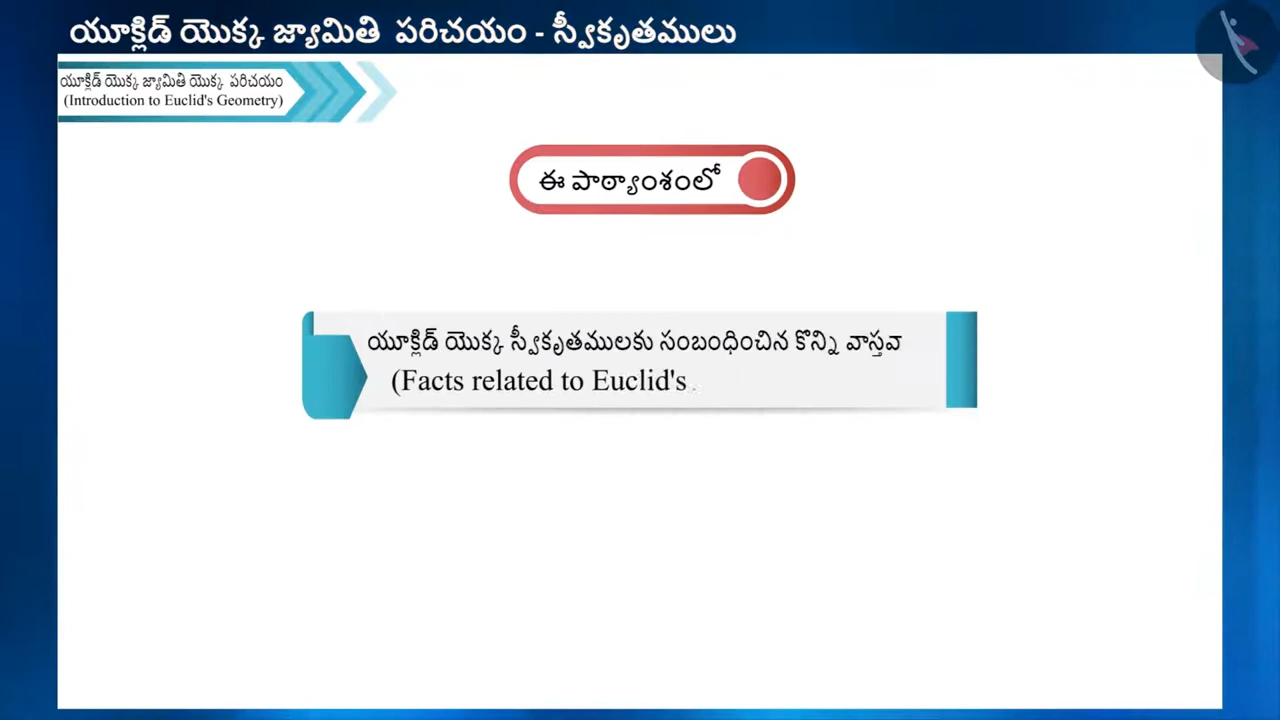 యూక్లిడ్ యొక్క జ్యామితి పరిచయం - స్వీకృతములు
యూక్లిడ్ యొక్క జ్యామితి యొక్క పరిచయం
(Introduction to Euclid's Geometry)
ఈ పాఠ్యాంశంలో
యూక్లిడ్ యొక్క స్వీకృతములకు సంబంధించిన కొన్ని వాస్తవ
(Facts related to Euclid's